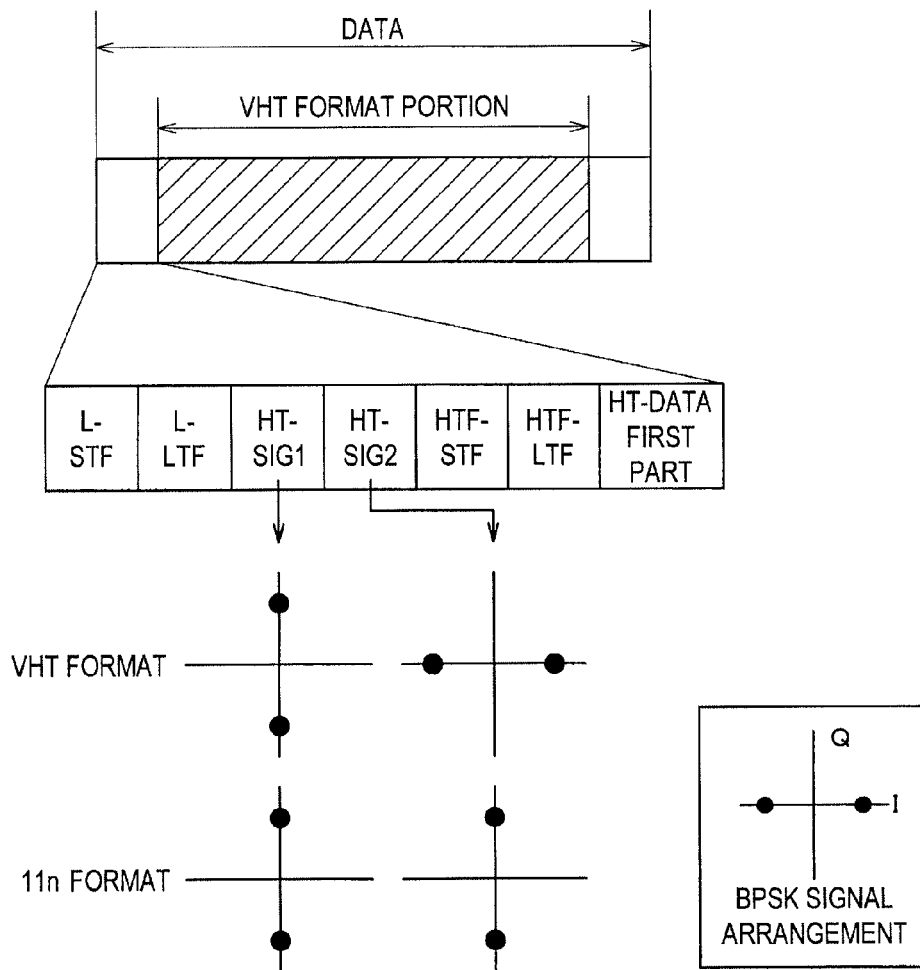 DATA
VHT FORMAT PORTION
L-
STF
L-
LTF
HT-
SIG1
HT-
SIG2
HTF-
STF
HTF-
LTF
HT-DATA
FIRST
PART
VHT FORMAT
11n FORMAT
Q
I
BPSK SIGNAL
ARRANGEMENT